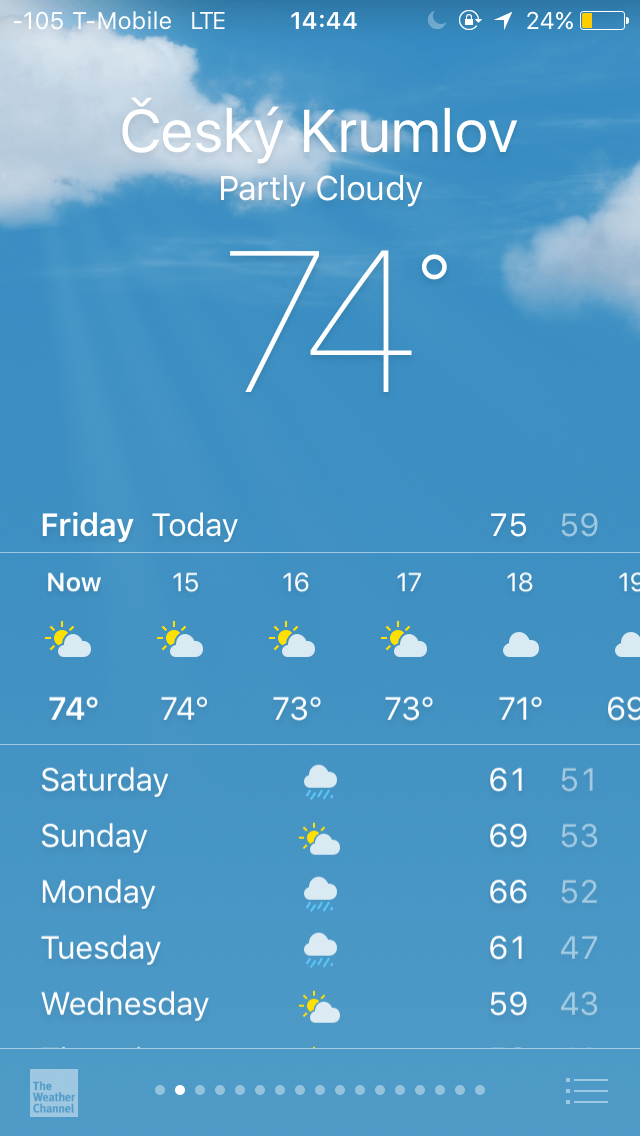 -105 T-Mobile LTE 14:44 24%
Český Krumlov
Partly Cloudy
74°
Friday Today 75 59
Now 15 16 17 18 19
74° 74° 73° 73° 71° 69
Saturday 61 51
Sunday 69 53
Monday 66 52
Tuesday 61 47
Wednesday 59 43
The
Weather
Channel